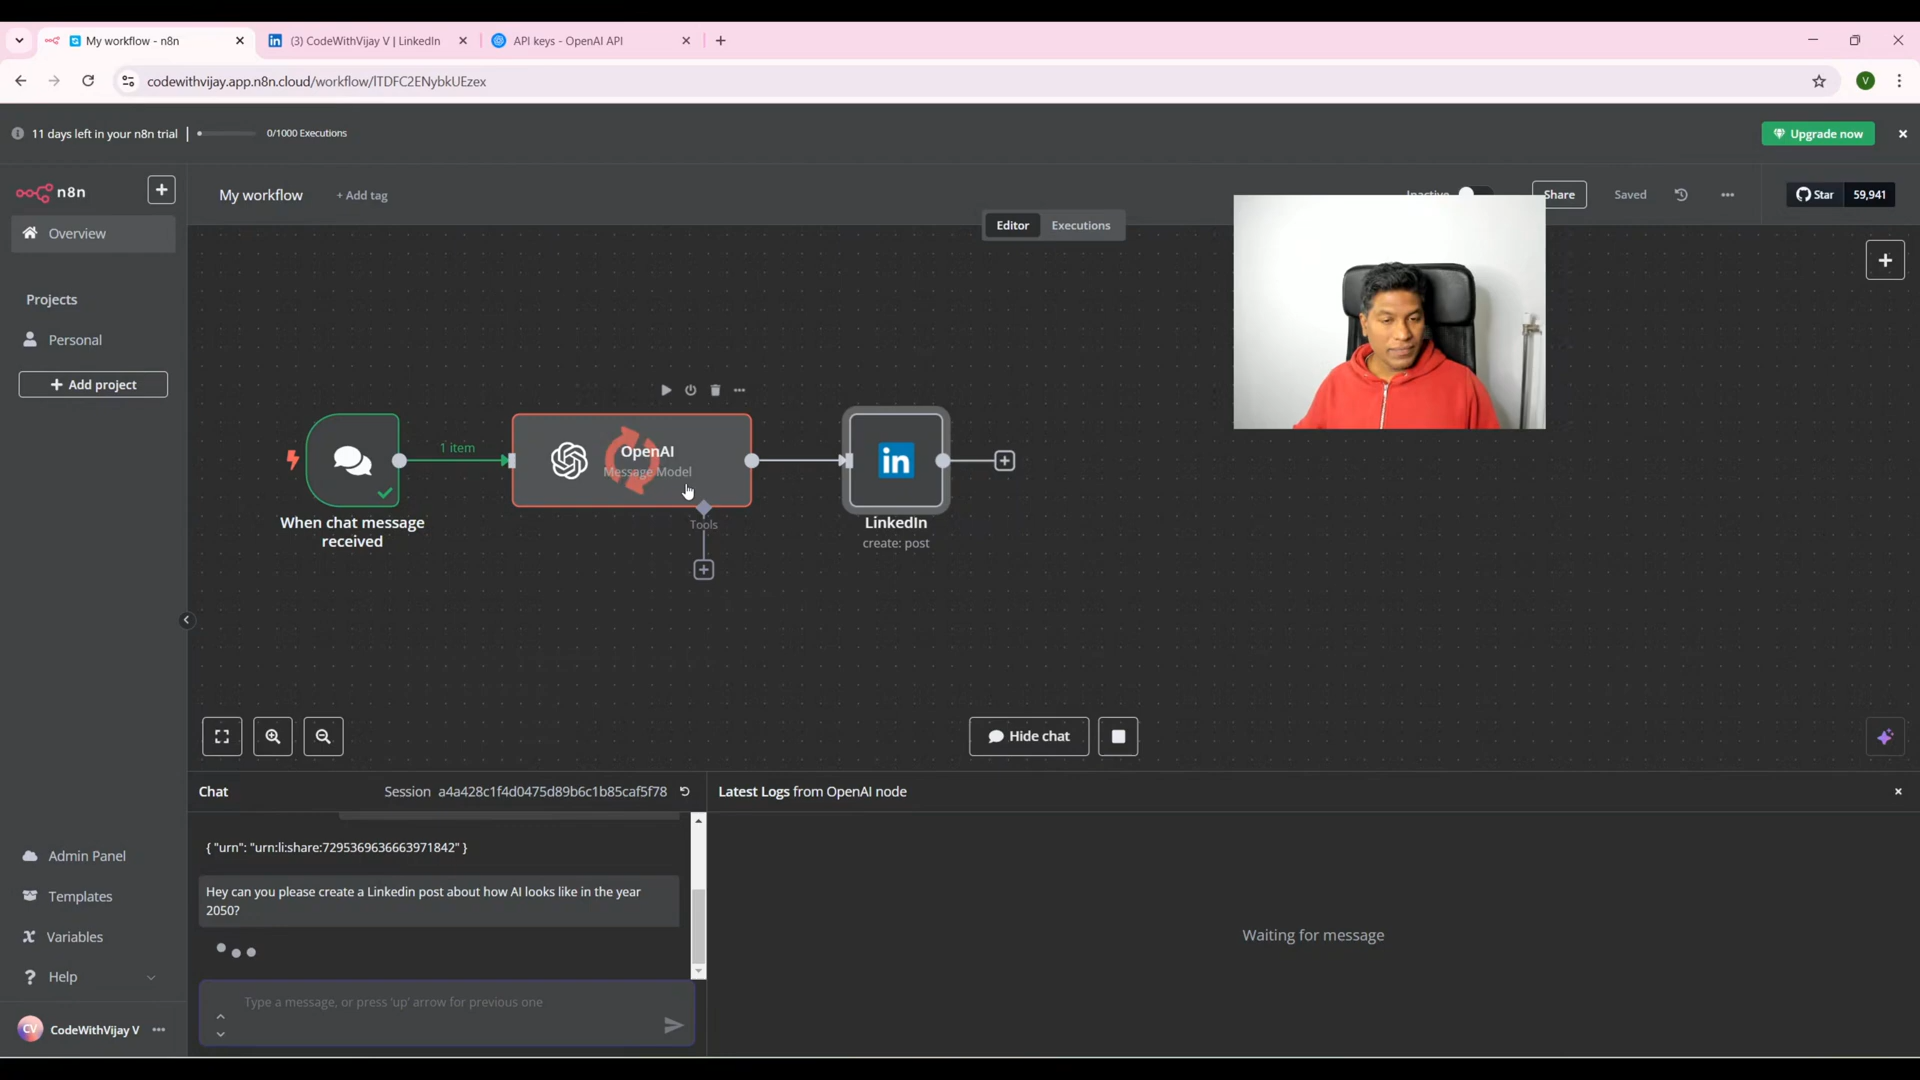 My workflow - n8n
(3) CodeWithVijay V | LinkedIn
API keys - OpenAI API
codewithvijay.app.n8n.cloud/workflow/lTDFC2ENybkUEzex
V
11 days left in your n8n trial
0/1000 Executions
Upgrade now
n8n
My workflow
+ Add tag
Inactive
Share
Saved
Star
59,941
Overview
Editor
Executions
Projects
Personal
Add project
1 item
OpenAI
Message Model
Tools
When chat message
received
LinkedIn
create: post
in
Hide chat
Chat
Session a4a428c1f4d0475d89b6c1b85caf5f78
Latest Logs from OpenAI node
{ "urn": "urn:li:share:7295369636663971842" }
Hey can you please create a Linkedin post about how AI looks like in the year
2050?
Waiting for message
Type a message, or press 'up' arrow for previous one
Admin Panel
Templates
Variables
Help
CV
CodeWithVijay V